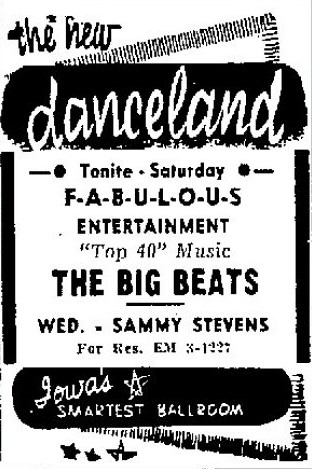 the new
danceland
Tonite - Saturday
F-A-B-U-L-O-U-S
ENTERTAINMENT
"Top 40" Music
THE BIG BEATS
WED. - SAMMY STEVENS
For Res. EM 3-1227
Iowa's
SMARTEST BALLROOM